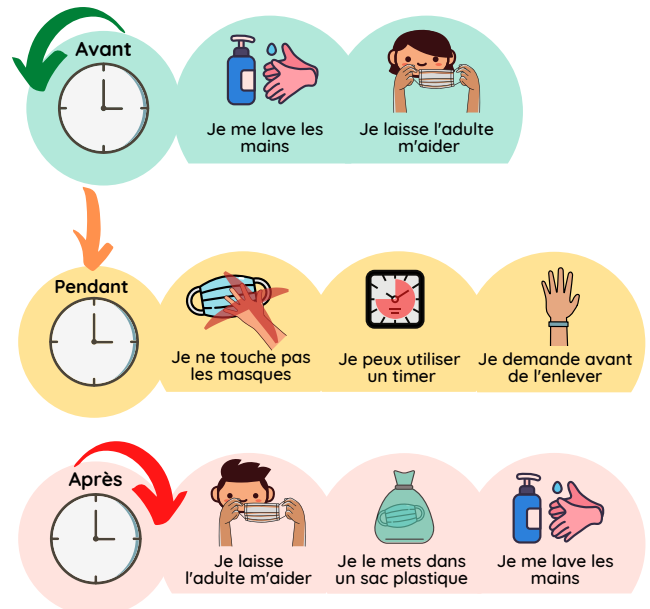 Avant
Je me lave les
mains
Je laisse l'adulte
m'aider
Pendant
Je ne touche pas
les masques
Je peux utiliser
un timer
Je demande avant
de l'enlever
Après
Je laisse
l'adulte m'aider
Je le mets dans
un sac plastique
Je me lave les
mains